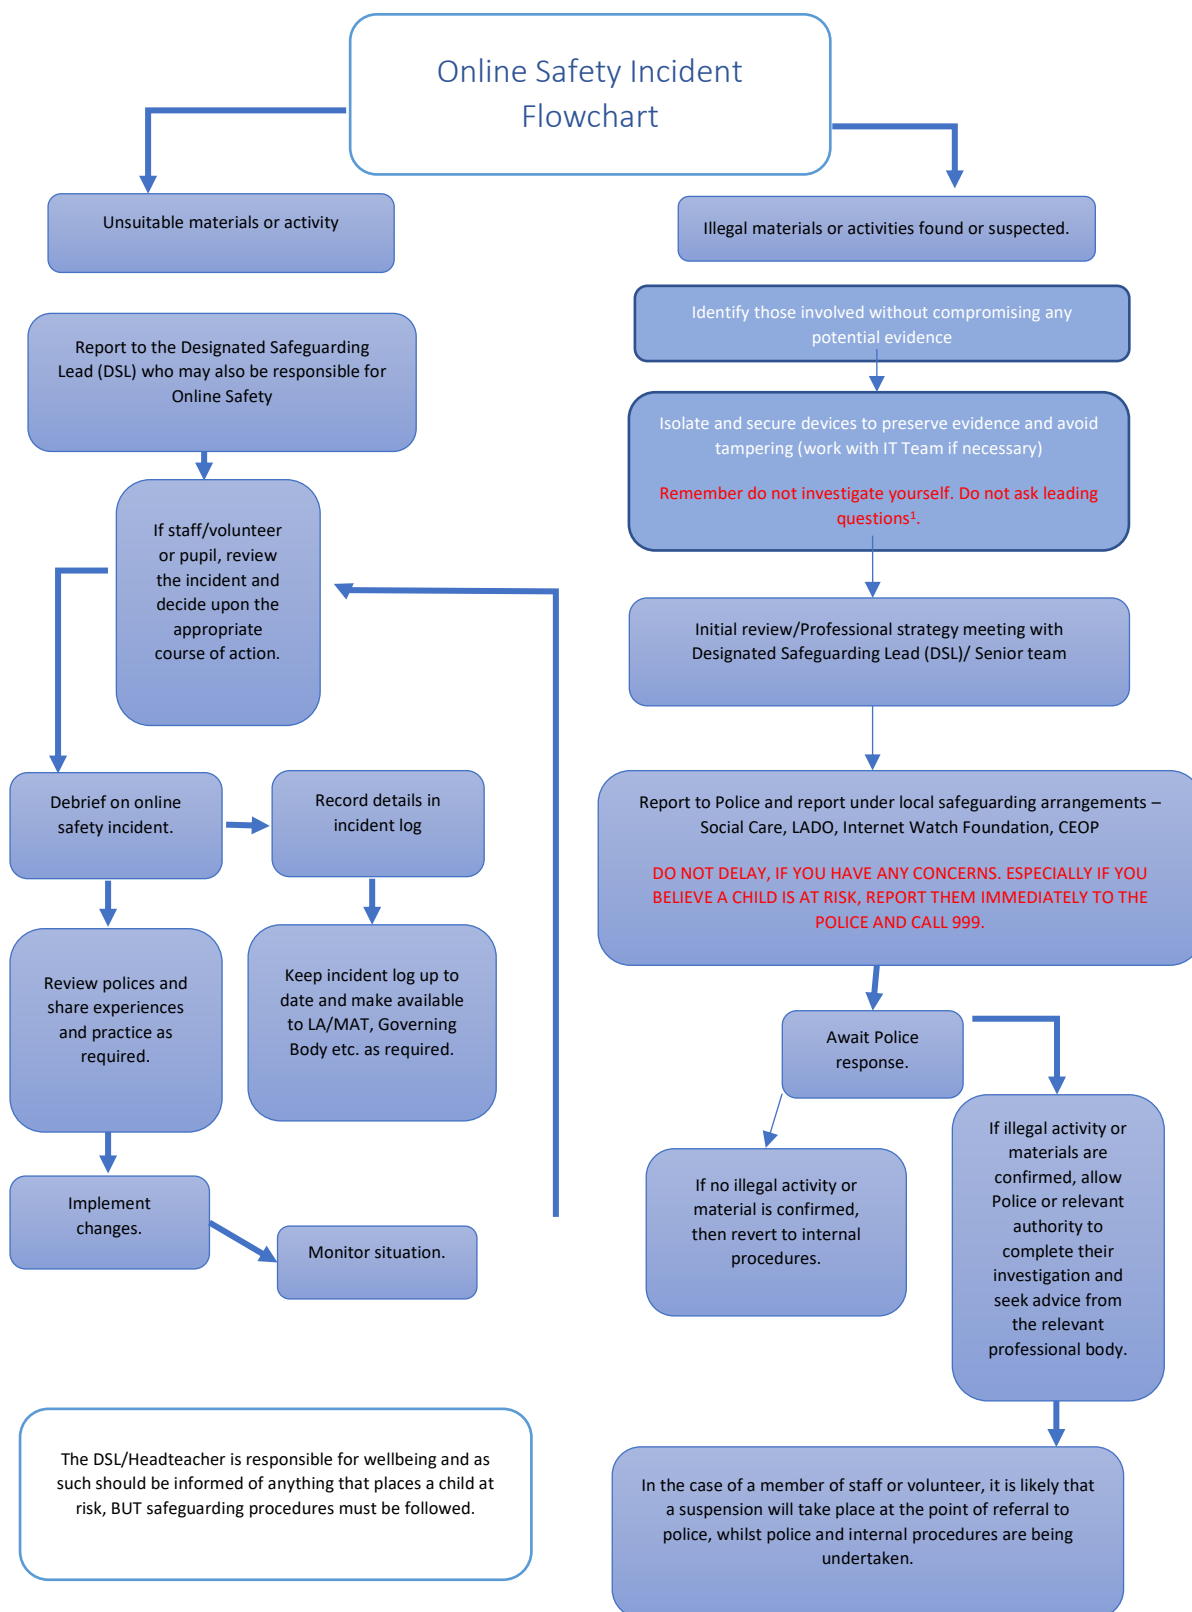 Online Safety Incident
Flowchart
Unsuitable materials or activity
Report to the Designated Safeguarding
Lead (DSL) who may also be responsible for
Online Safety
If staff/volunteer
or pupil, review
the incident and
decide upon the
appropriate
course of action.
Debrief on online
safety incident.
Record details in
incident log
Review polices and
share experiences
and practice as
required.
Keep incident log up to
date and make available
to LA/MAT, Governing
Body etc. as required.
Implement
changes.
Monitor situation.
The DSL/Headteacher is responsible for wellbeing and as
such should be informed of anything that places a child at
risk, BUT safeguarding procedures must be followed.
Illegal materials or activities found or suspected.
Identify those involved without compromising any
potential evidence
Isolate and secure devices to preserve evidence and avoid
tampering (work with IT Team if necessary)
Remember do not investigate yourself. Do not ask leading
questions¹.
Initial review/Professional strategy meeting with
Designated Safeguarding Lead (DSL)/ Senior team
Report to Police and report under local safeguarding arrangements –
Social Care, LADO, Internet Watch Foundation, CEOP
DO NOT DELAY, IF YOU HAVE ANY CONCERNS. ESPECIALLY IF YOU
BELIEVE A CHILD IS AT RISK, REPORT THEM IMMEDIATELY TO THE
POLICE AND CALL 999.
Await Police
response.
If no illegal activity or
material is confirmed,
then revert to internal
procedures.
If illegal activity or
materials are
confirmed, allow
Police or relevant
authority to
complete their
investigation and
seek advice from
the relevant
professional body.
In the case of a member of staff or volunteer, it is likely that
a suspension will take place at the point of referral to
police, whilst police and internal procedures are being
undertaken.